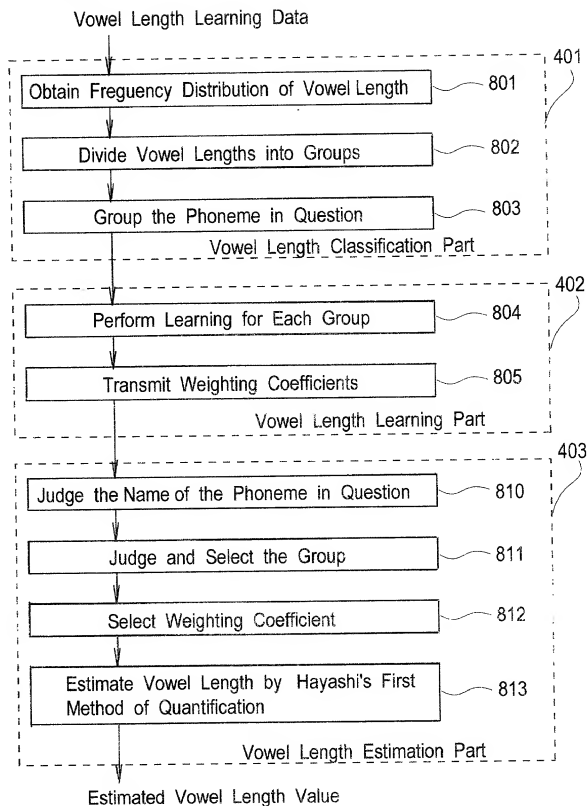 Vowel Length Learning Data
401
Obtain Freguency Distribution of Vowel Length
801
Divide Vowel Lengths into Groups
802
Group the Phoneme in Question
803
Vowel Length Classification Part
402
Perform Learning for Each Group
804
Transmit Weighting Coefficients
805
Vowel Length Learning Part
403
Judge the Name of the Phoneme in Question
810
Judge and Select the Group
811
Select Weighting Coefficient
812
Estimate Vowel Length by Hayashi's First
Method of Quantification
813
Vowel Length Estimation Part
Estimated Vowel Length Value